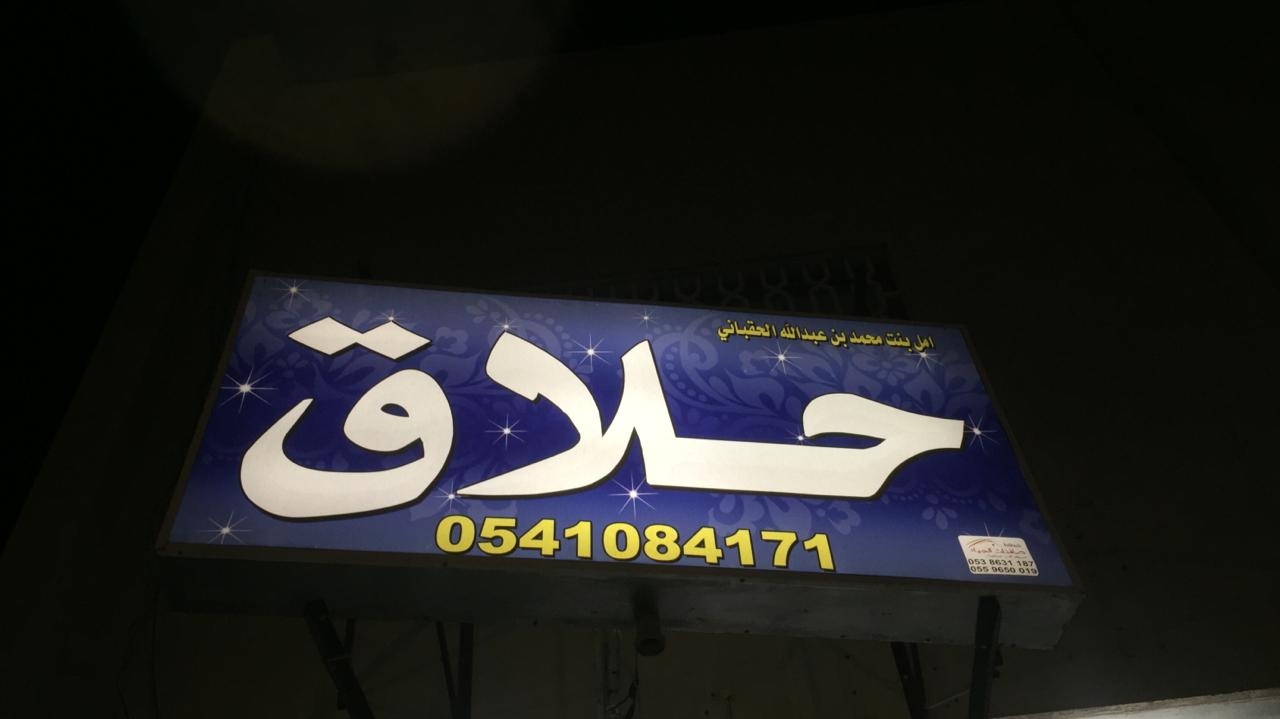 امل بنت محمد بن عبدالله الحقباني
حلاق
0541084171
053 8631 187
055 9650 019